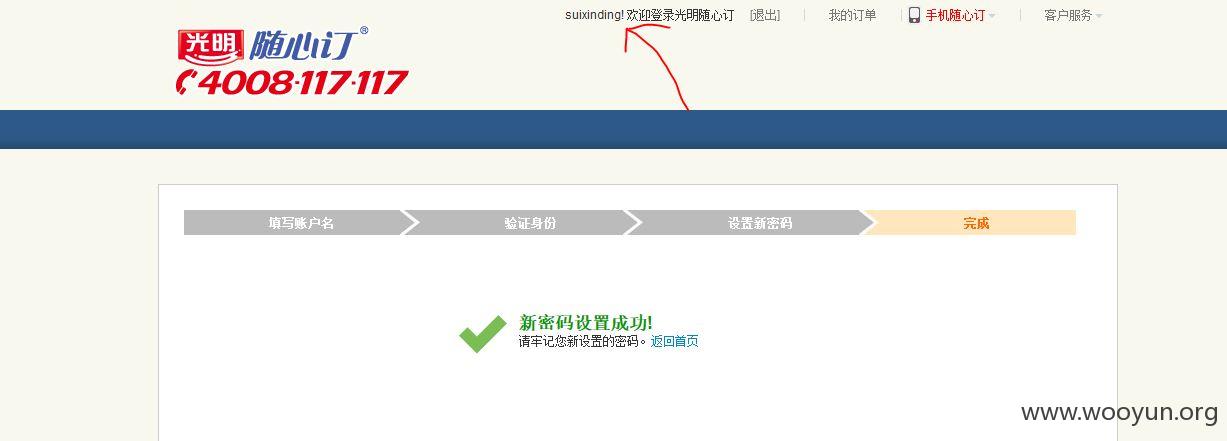 suixinding! 欢迎登录光明随心订 [退出] 我的订单 手机随心订 客户服务
光明 随心订®
4008·117·117
填写账户名 验证身份 设置新密码 完成
新密码设置成功!
请牢记您新设置的密码。返回首页
www.wooyun.org